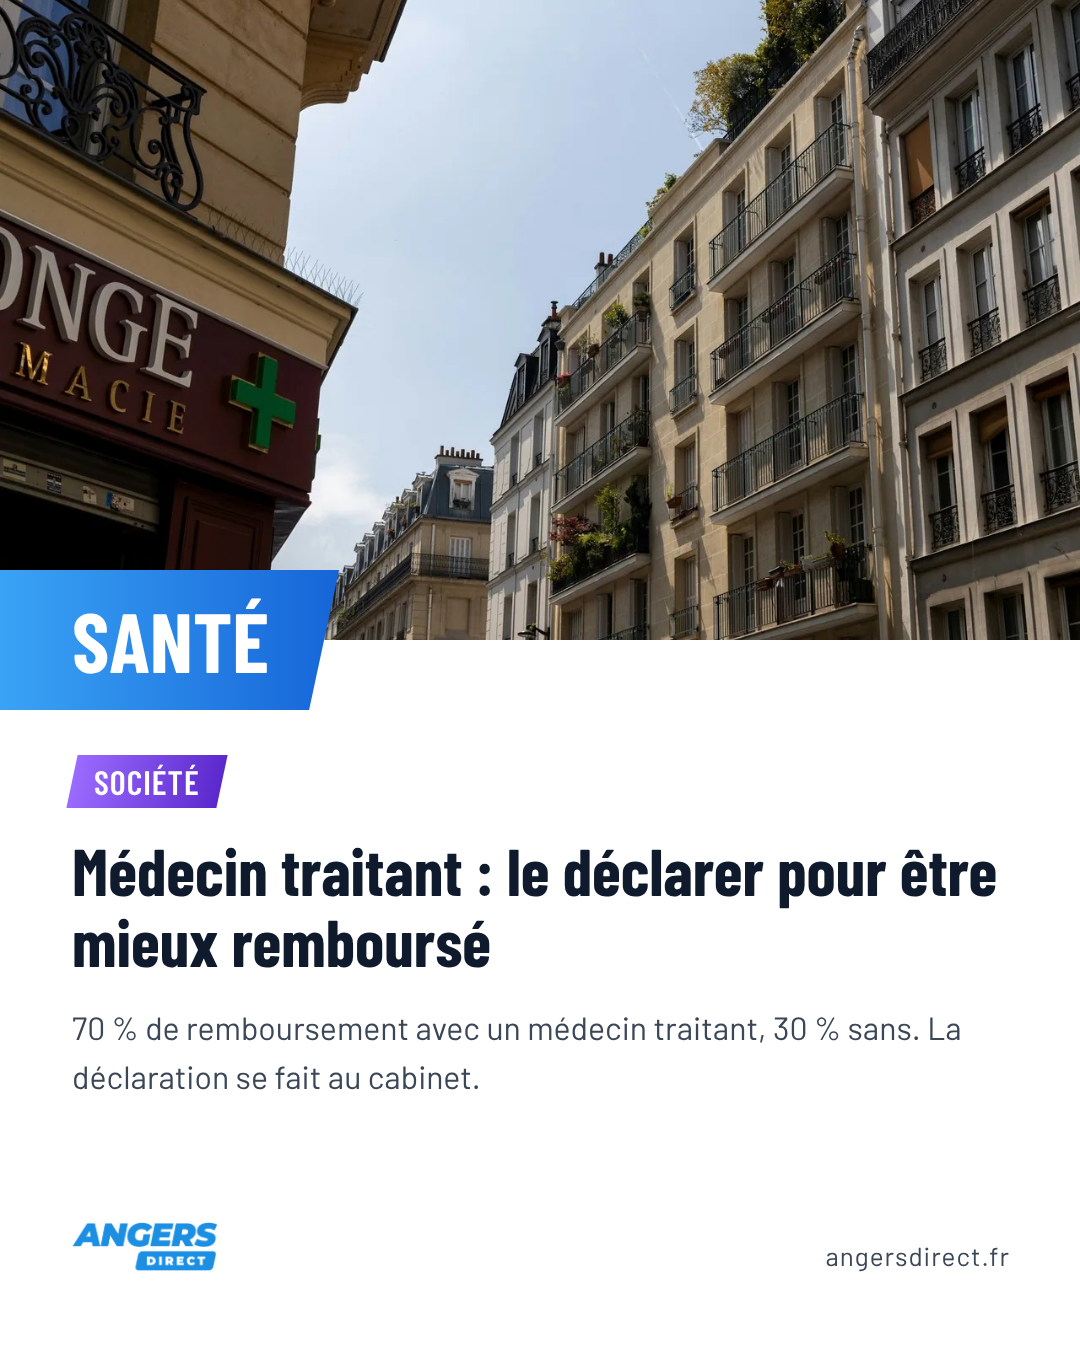 ONGE
MACIE
SANTÉ
SOCIÉTÉ
Médecin traitant : le déclarer pour être
mieux remboursé
70 % de remboursement avec un médecin traitant, 30 % sans. La
déclaration se fait au cabinet.
ANGERS
DIRECT
angersdirect.fr